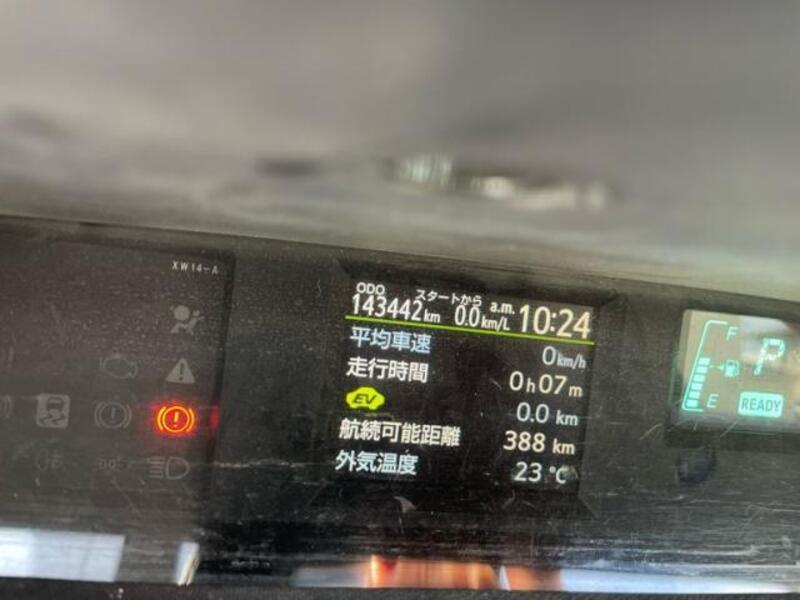 XW14-A
ODO スタートから a.m. 10:24
143442km 0.0km/L
平均車速 0km/h
走行時間 0h07m
EV 0.0 km
航続可能距離 388 km
外気温度 23 ℃
F
E
P
READY